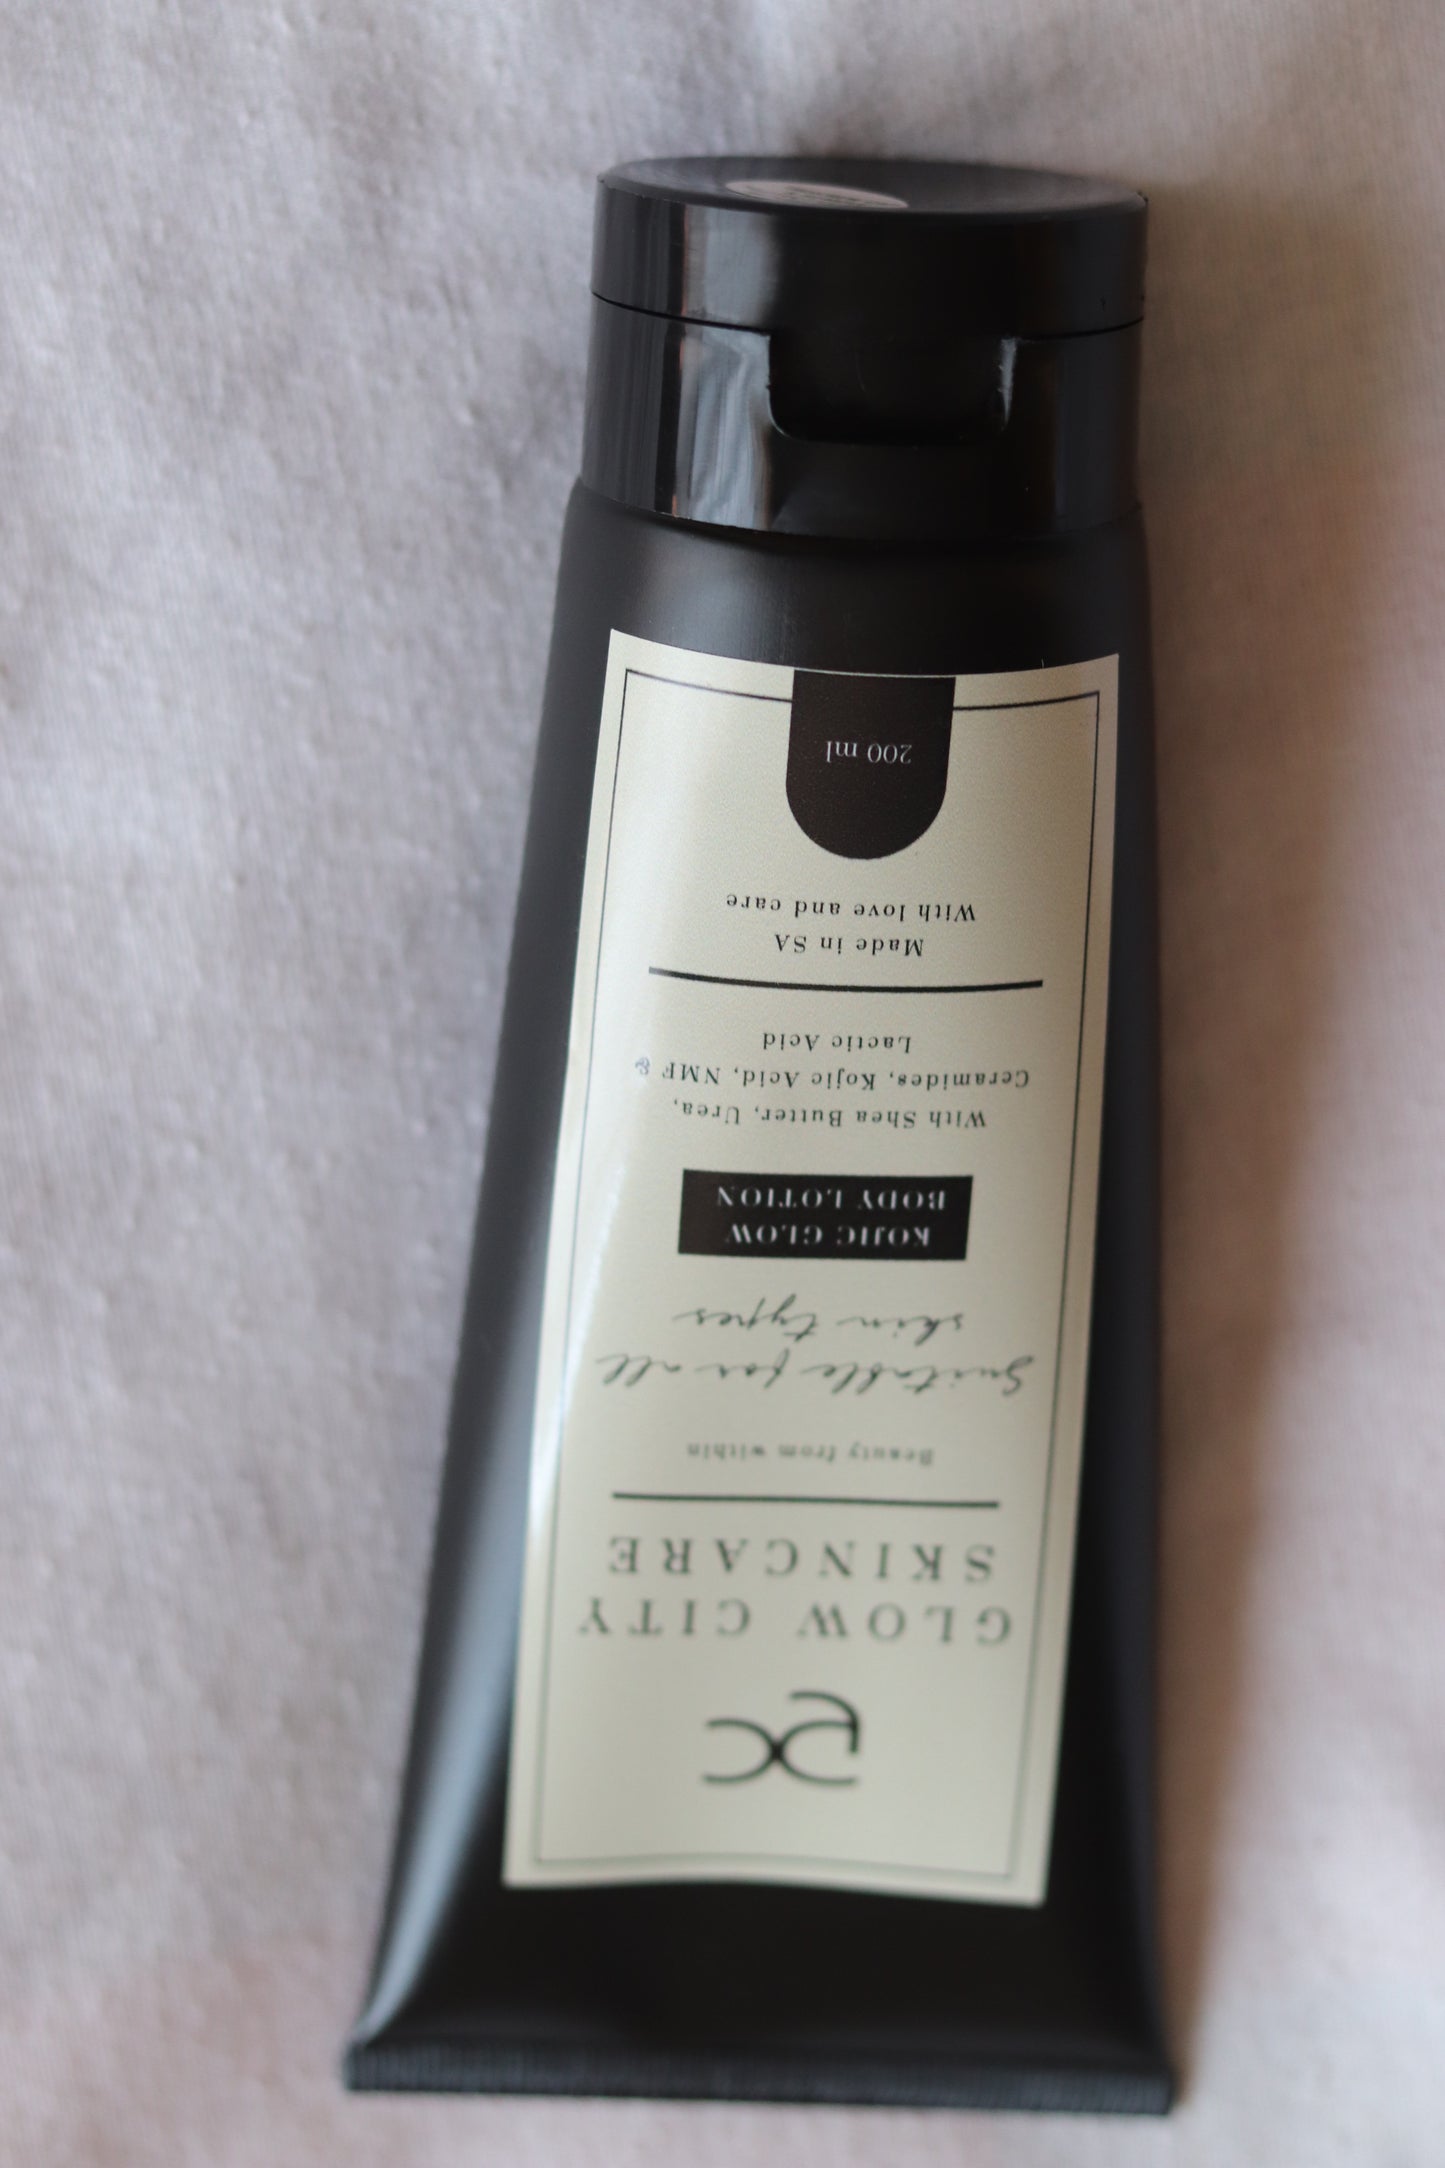 GC
GLOW CITY
SKINCARE
Beauty from within
Suitable for all
skin types
KOJIC GLOW
BODY LOTION
With Shea Butter, Urea,
Ceramides, Kojic Acid, NMF &
Lactic Acid
Made in SA
With love and care
200 ml